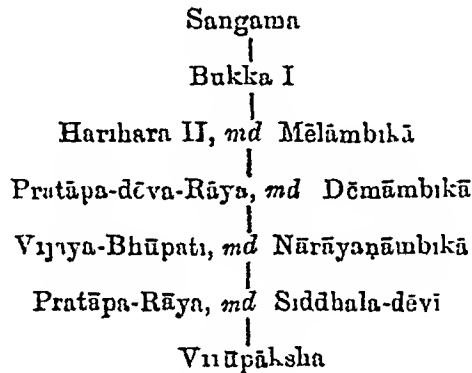 Sangama
Bukka I
Harihara II, md Mēlāmbikā
Pratāpa-dēva-Rāya, md Dēmāmbikā
Vijaya-Bhūpati, md Nārāyaṇāmbikā
Pratāpa-Rāya, md Siddhala-dēvi
Virūpāksha